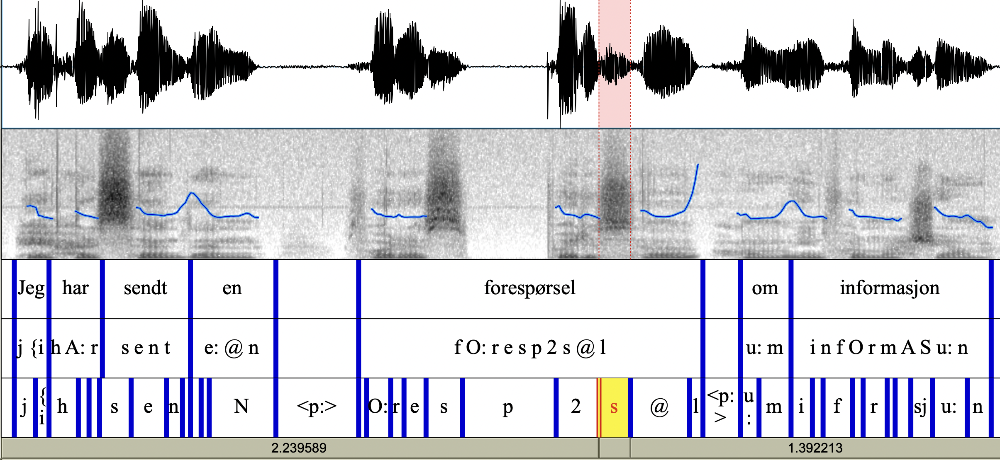 Jeg har sendt en forespørsel om informasjon
j {i h A: r s e n t e: @ n f O: r e s p 2 s @ l u: m i n f O r m A S u: n
j {i h s e n N <p:> O: r e s p 2 s @ l <p:> u: m i f r sj u: n
2.239589 1.392213